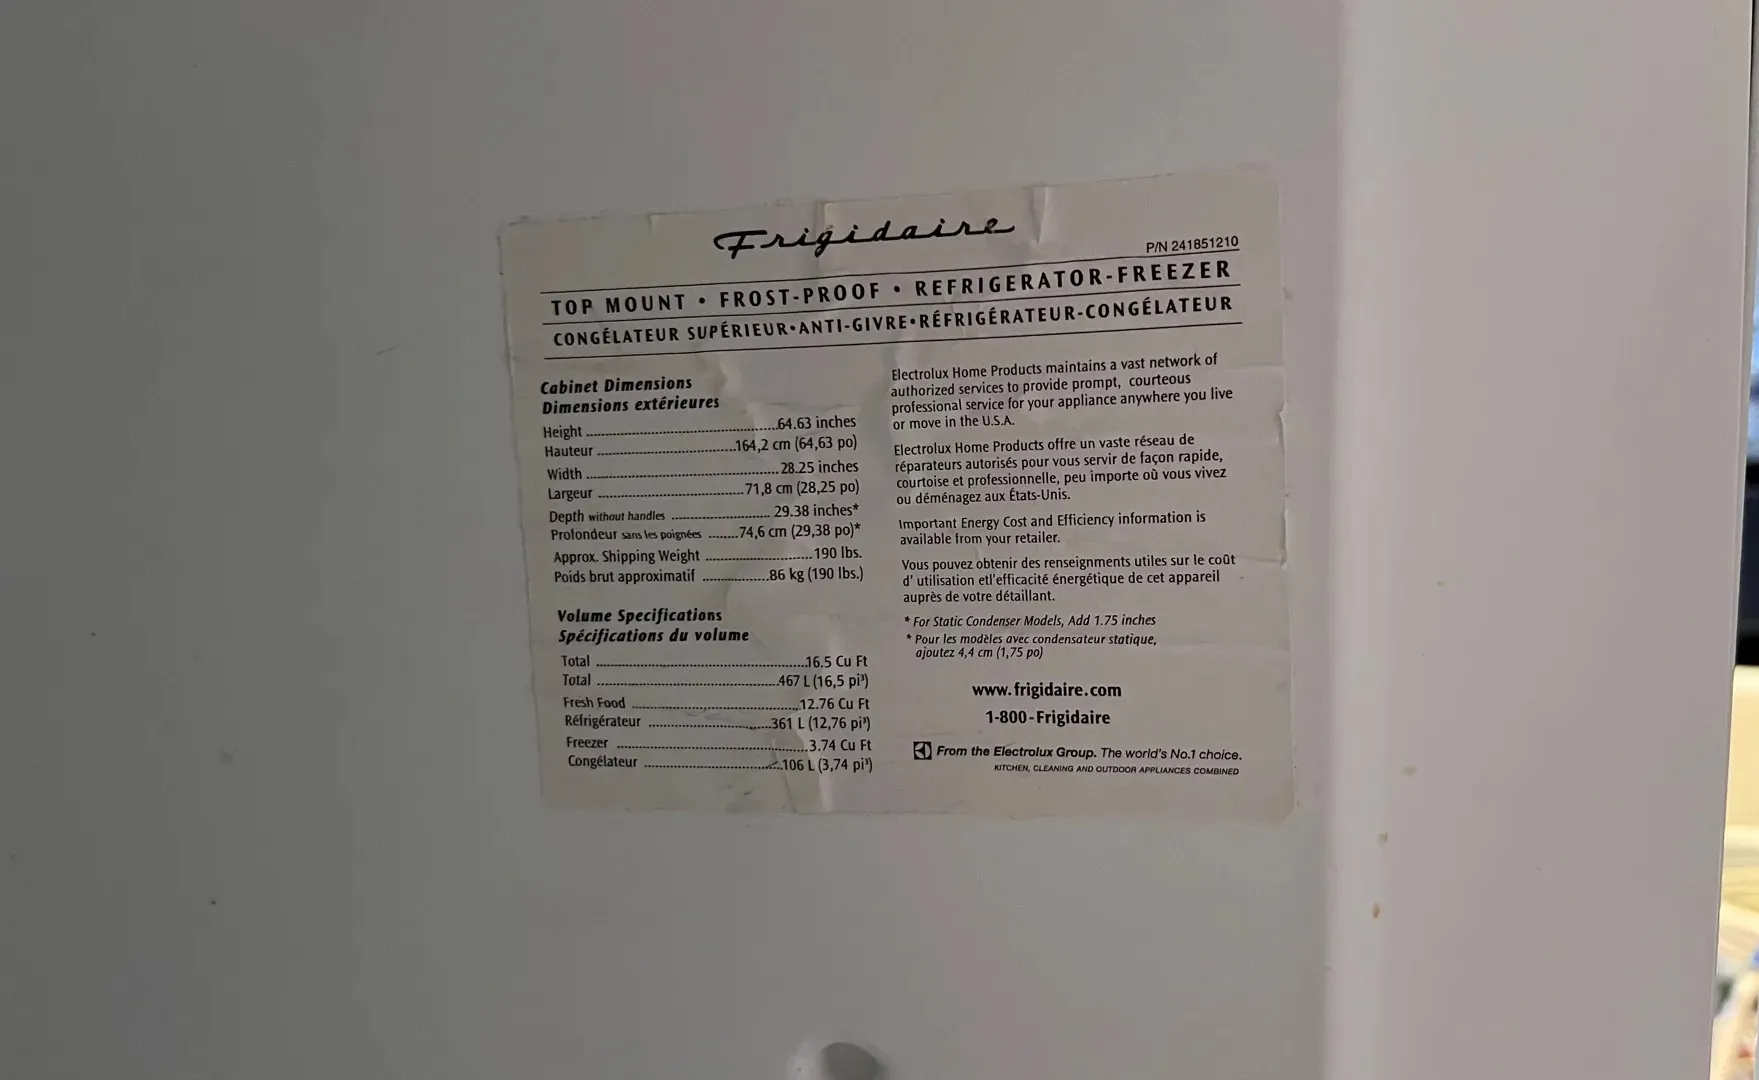 Frigidaire
P/N 241851210
TOP MOUNT • FROST-PROOF • REFRIGERATOR-FREEZER
CONGÉLATEUR SUPÉRIEUR•ANTI-GIVRE•RÉFRIGÉRATEUR-CONGÉLATEUR
Cabinet Dimensions
Dimensions extérieures
Height ........ 64.63 inches
Hauteur ........ 164,2 cm (64,63 po)
Width ........ 28.25 inches
Largeur ........ 71,8 cm (28,25 po)
Depth without handles ........ 29.38 inches*
Profondeur sans les poignées ........ 74,6 cm (29,38 po)*
Approx. Shipping Weight ........ 190 lbs.
Poids brut approximatif ........ 86 kg (190 lbs.)
Volume Specifications
Spécifications du volume
Total ........ 16.5 Cu Ft
Total ........ 467 L (16,5 pi³)
Fresh Food ........ 12.76 Cu Ft
Réfrigérateur ........ 361 L (12,76 pi³)
Freezer ........ 3.74 Cu Ft
Congélateur ........ 106 L (3,74 pi³)
Electrolux Home Products maintains a vast network of
authorized services to provide prompt, courteous
professional service for your appliance anywhere you live
or move in the U.S.A.
Electrolux Home Products offre un vaste réseau de
réparateurs autorisés pour vous servir de façon rapide,
courtoise et professionnelle, peu importe où vous vivez
ou déménagez aux États-Unis.
Important Energy Cost and Efficiency information is
available from your retailer.
Vous pouvez obtenir des renseignments utiles sur le coût
d' utilisation etl'efficacité énergétique de cet appareil
auprès de votre détaillant.
* For Static Condenser Models, Add 1.75 inches
* Pour les modèles avec condensateur statique,
ajoutez 4,4 cm (1,75 po)
www.frigidaire.com
1-800-Frigidaire
From the Electrolux Group. The world's No.1 choice.
KITCHEN, CLEANING AND OUTDOOR APPLIANCES COMBINED